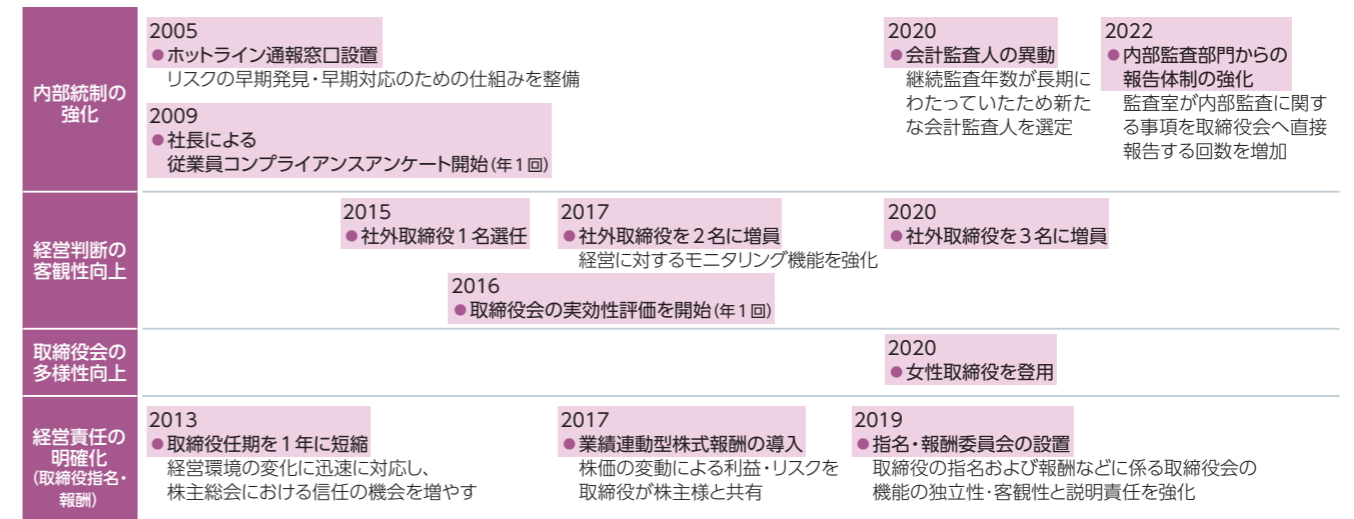 内部統制の
強化
2005
●ホットライン通報窓口設置
リスクの早期発見・早期対応のための仕組みを整備
2009
●社長による
従業員コンプライアンスアンケート開始(年1回)
2020
●会計監査人の異動
継続監査年数が長期に
わたっていたため新た
な会計監査人を選定
2022
●内部監査部門からの
報告体制の強化
監査室が内部監査に関す
る事項を取締役会へ直接
報告する回数を増加
経営判断の
客観性向上
2015
●社外取締役1名選任
2017
●社外取締役を2名に増員
経営に対するモニタリング機能を強化
2016
●取締役会の実効性評価を開始(年1回)
2020
●社外取締役を3名に増員
取締役会の
多様性向上
2020
●女性取締役を登用
経営責任の
明確化
(取締役指名・
報酬)
2013
●取締役任期を1年に短縮
経営環境の変化に迅速に対応し、
株主総会における信任の機会を増やす
2017
●業績連動型株式報酬の導入
株価の変動による利益・リスクを
取締役が株主様と共有
2019
●指名・報酬委員会の設置
取締役の指名および報酬などに係る取締役会の
機能の独立性・客観性と説明責任を強化